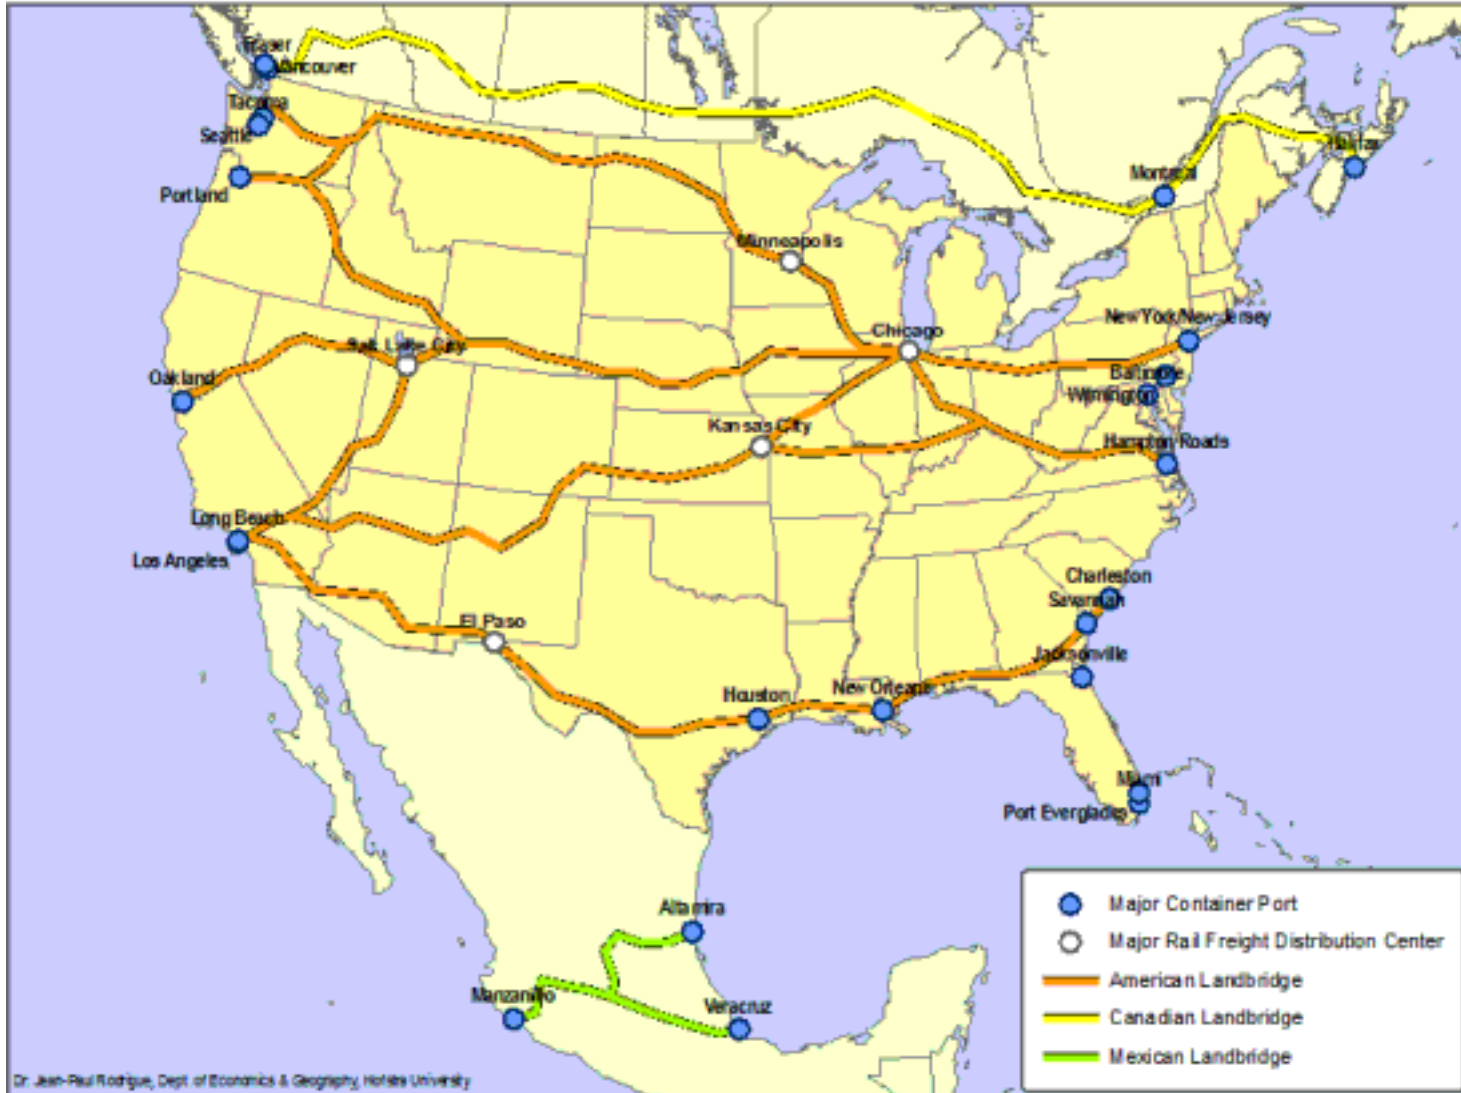 Fraser
Vancouver
Tacoma
Seattle
Portland
Halifax
Montreal
Minneapolis
New York/New Jersey
Chicago
Salt Lake City
Oakland
Baltimore
Wilmington
Kansas City
Hampton Roads
Long Beach
Los Angeles
Charleston
Savannah
El Paso
Jacksonville
Houston
New Orleans
Miami
Port Everglades
Altamira
Manzanillo
Veracruz
Major Container Port
Major Rail Freight Distribution Center
American Landbridge
Canadian Landbridge
Mexican Landbridge
Dr. Jean-Paul Rodrigue, Dept. of Economics & Geography, Hofstra University